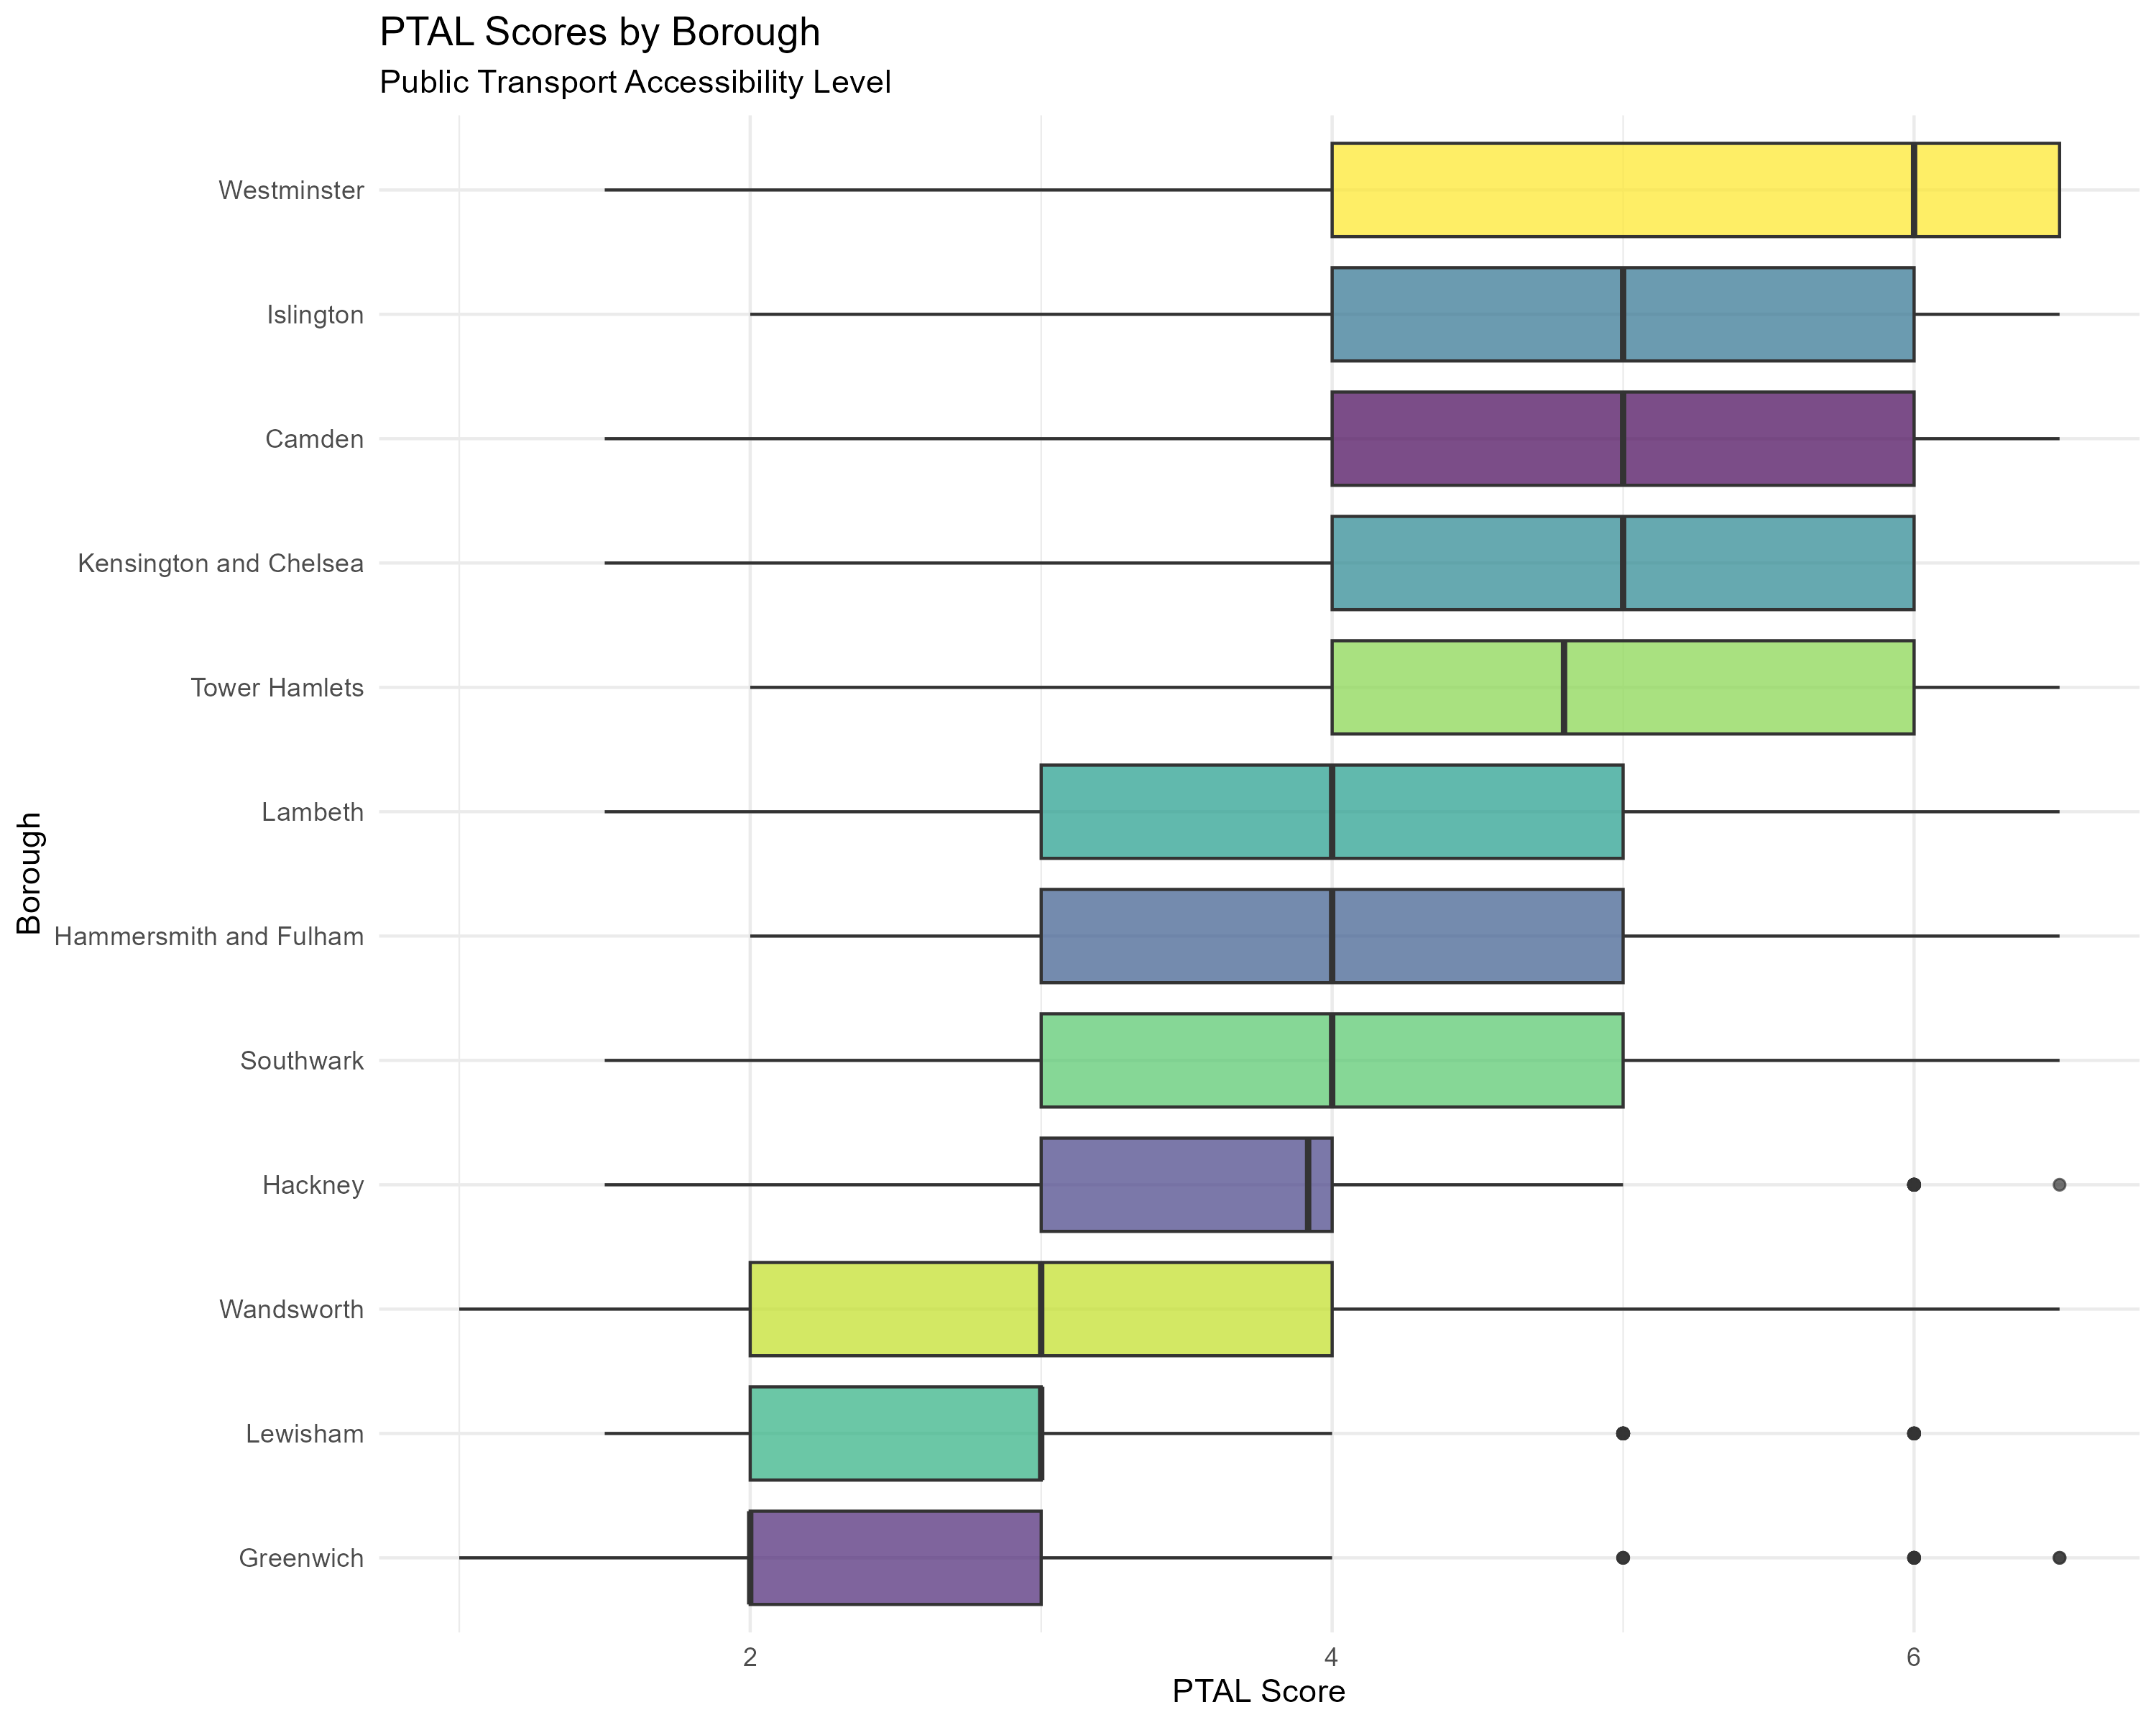 PTAL Scores by Borough
Public Transport Accessibility Level
Westminster
Islington
Camden
Kensington and Chelsea
Tower Hamlets
Lambeth
Hammersmith and Fulham
Southwark
Hackney
Wandsworth
Lewisham
Greenwich
Borough
2 4 6
PTAL Score